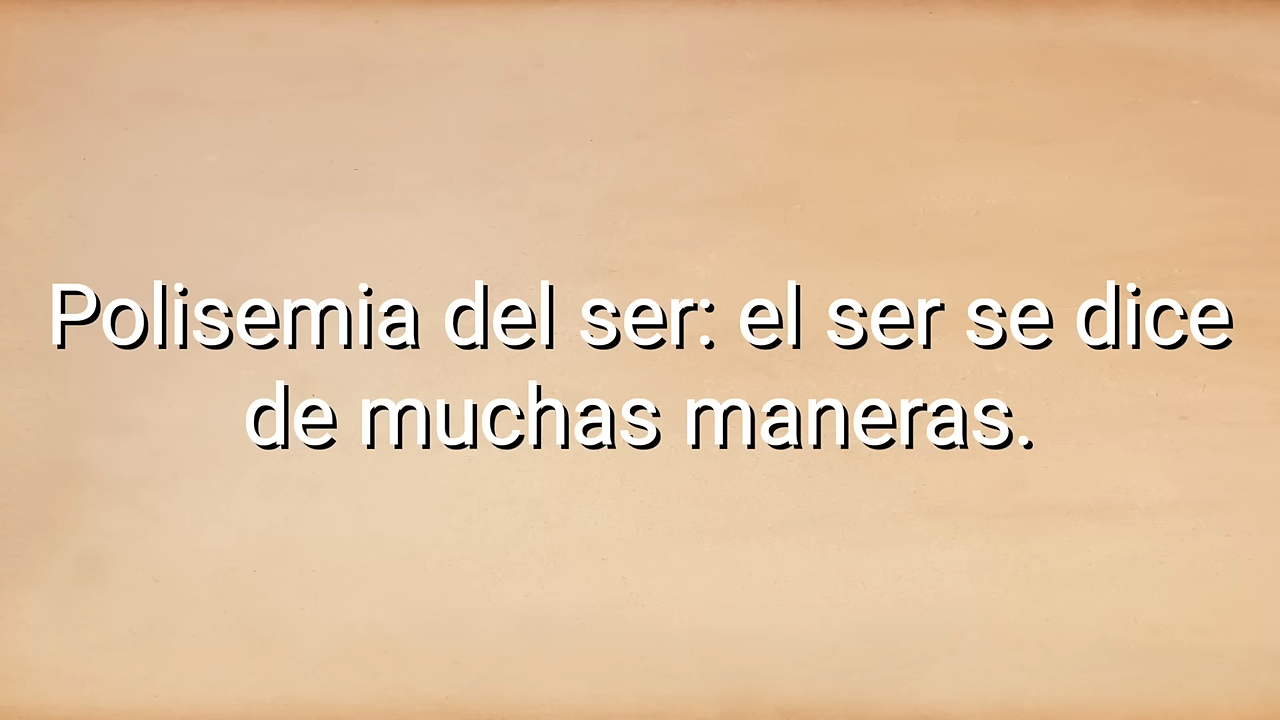 Polisemia del ser: el ser se dice
de muchas maneras.